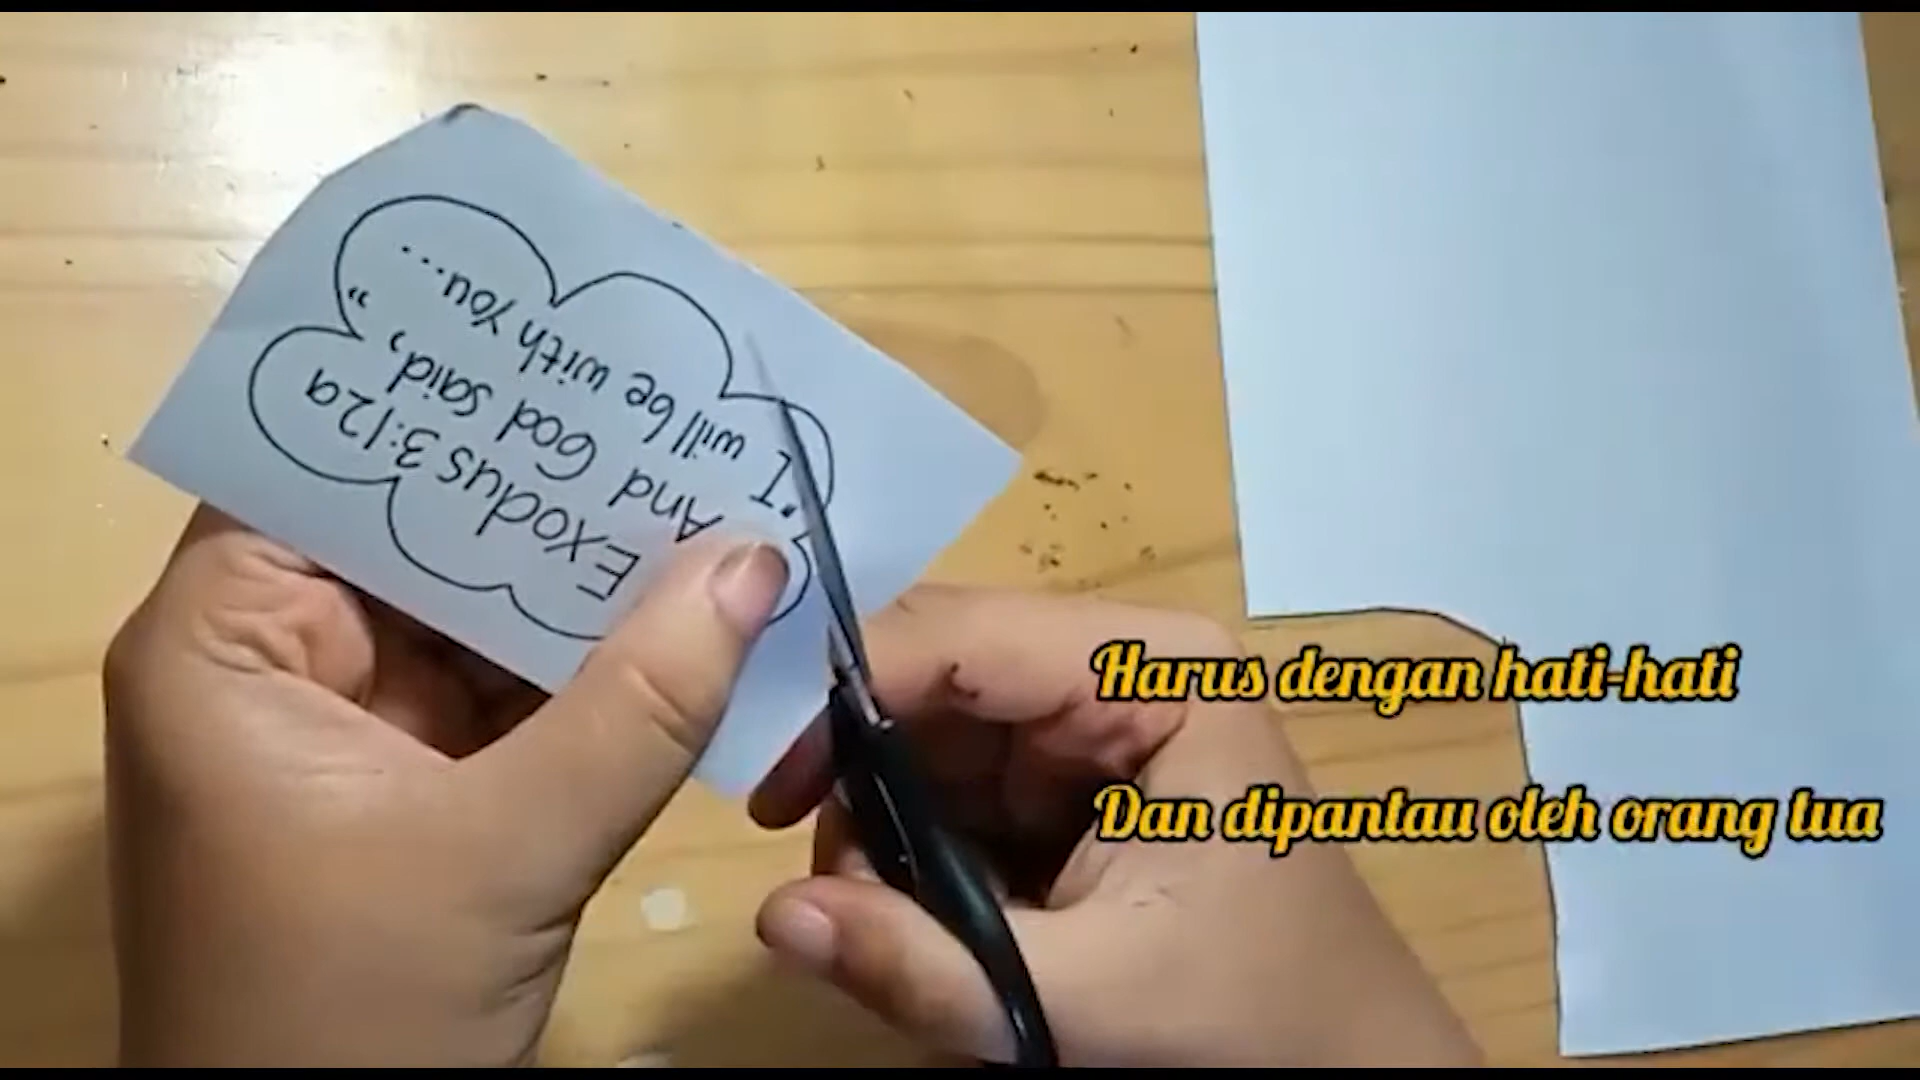 Exodus 3:12a
And God said,
"I will be with You... "
Harus dengan hati-hati
Dan dipantau oleh orang tua